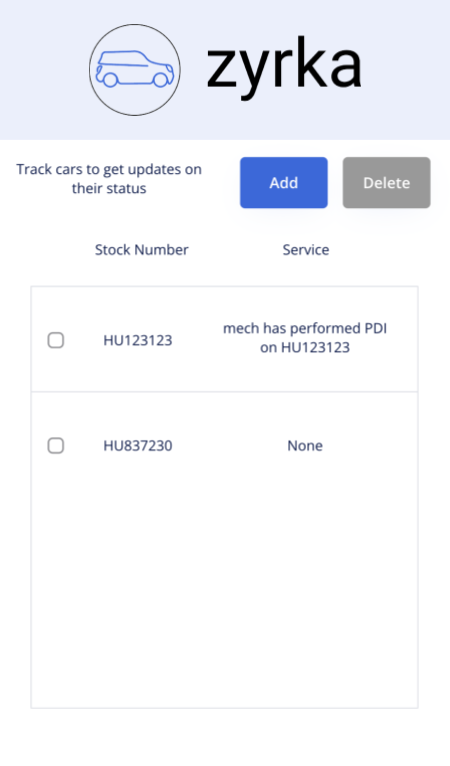 zyrka
Track cars to get updates on
their status
Add
Delete
Stock Number
Service
HU123123
mech has performed PDI
on HU123123
HU837230
None